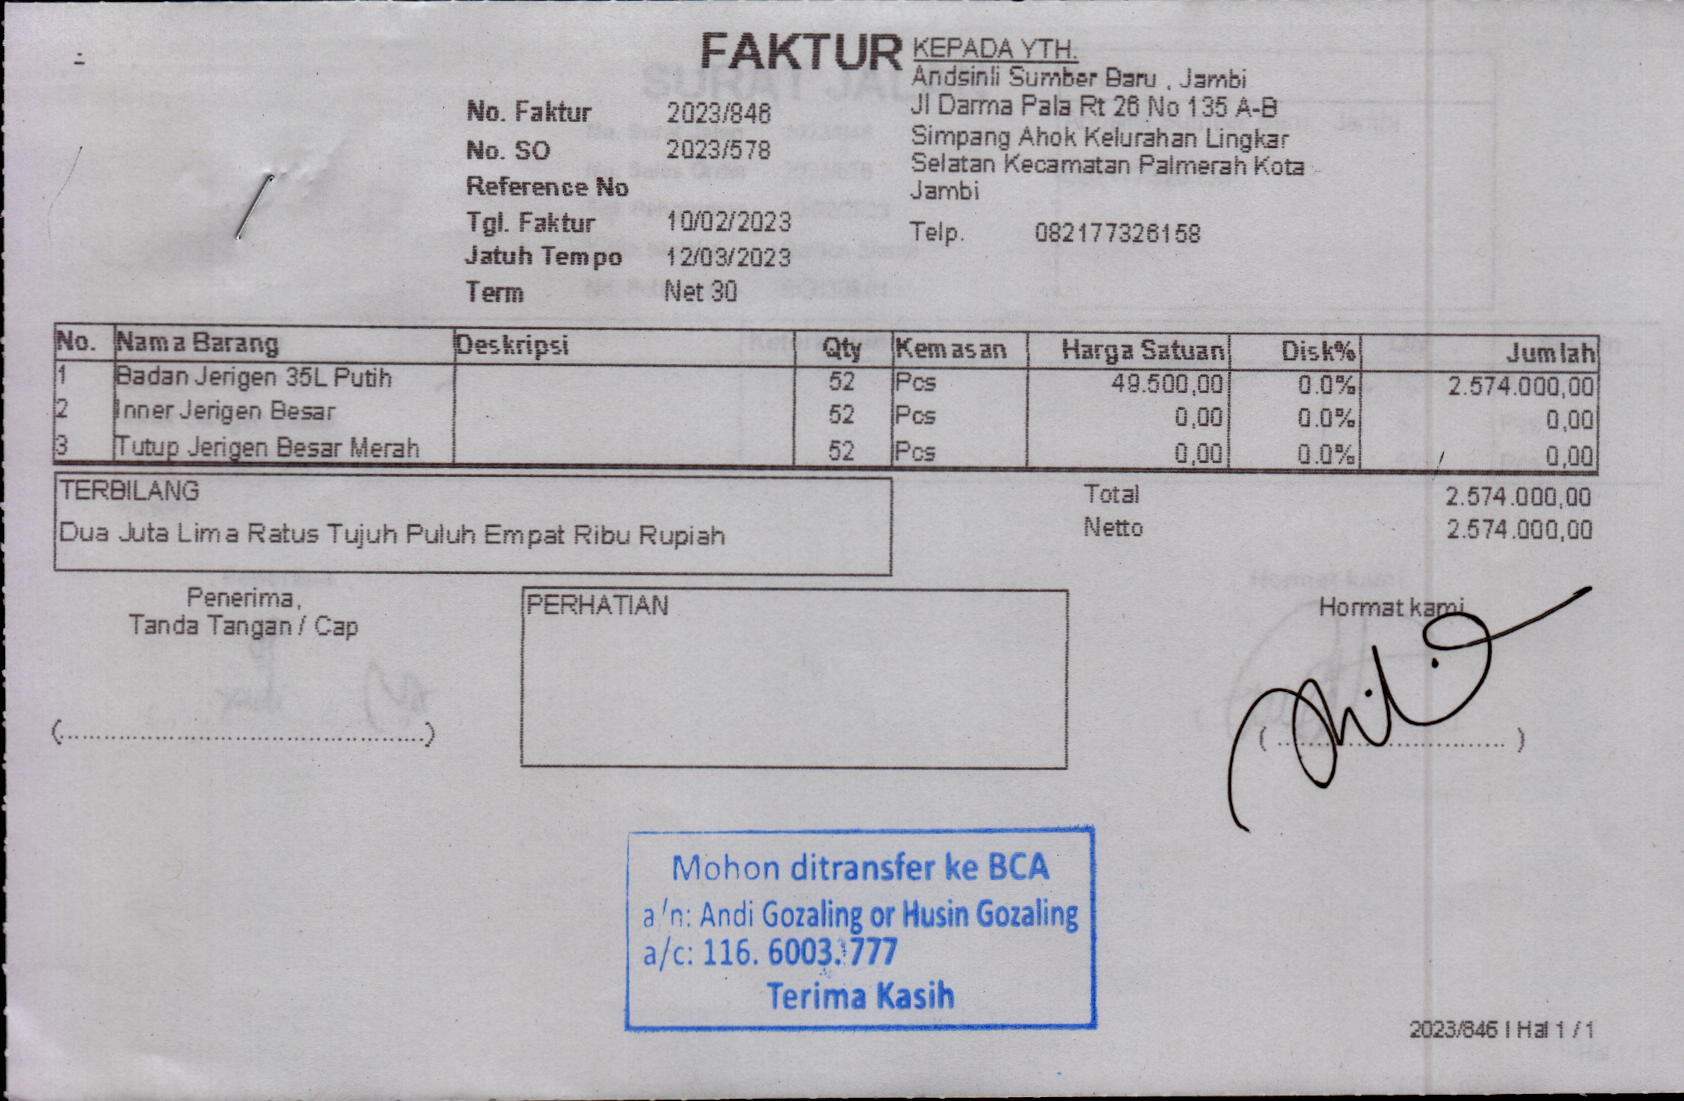 FAKTUR
KEPADA YTH.
Andsinli Sumber Baru , Jambi
Jl Darma Pala Rt 26 No 135 A-B
Simpang Ahok Kelurahan Lingkar
Selatan Kecamatan Palmerah Kota
Jambi
Telp. 082177326158
No. Faktur 2023/846
No. SO 2023/578
Reference No
Tgl. Faktur 10/02/2023
Jatuh Tempo 12/03/2023
Term Net 30
No. Nama Barang Deskripsi Qty Kemasan Harga Satuan Disk% Jumlah
1 Badan Jerigen 35L Putih 52 Pcs 49.500,00 0.0% 2.574.000,00
2 Inner Jerigen Besar 52 Pcs 0,00 0.0% 0,00
3 Tutup Jerigen Besar Merah 52 Pcs 0,00 0.0% 0,00
TERBILANG
Dua Juta Lima Ratus Tujuh Puluh Empat Ribu Rupiah
Total 2.574.000,00
Netto 2.574.000,00
Penerima,
Tanda Tangan / Cap
(..............................................)
PERHATIAN
Hormat kami
( ............................. )
Mohon ditransfer ke BCA
a/n: Andi Gozaling or Husin Gozaling
a/c: 116. 6003. 777
Terima Kasih
2023/846 | Hal 1 / 1